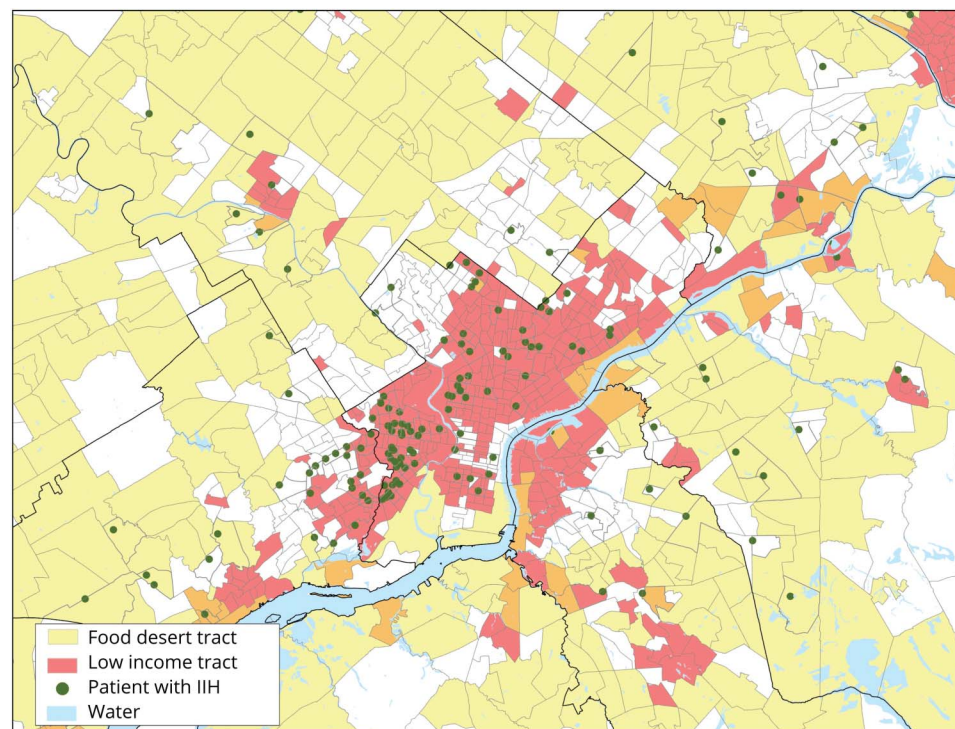 Food desert tract
Low income tract
Patient with IIH
Water